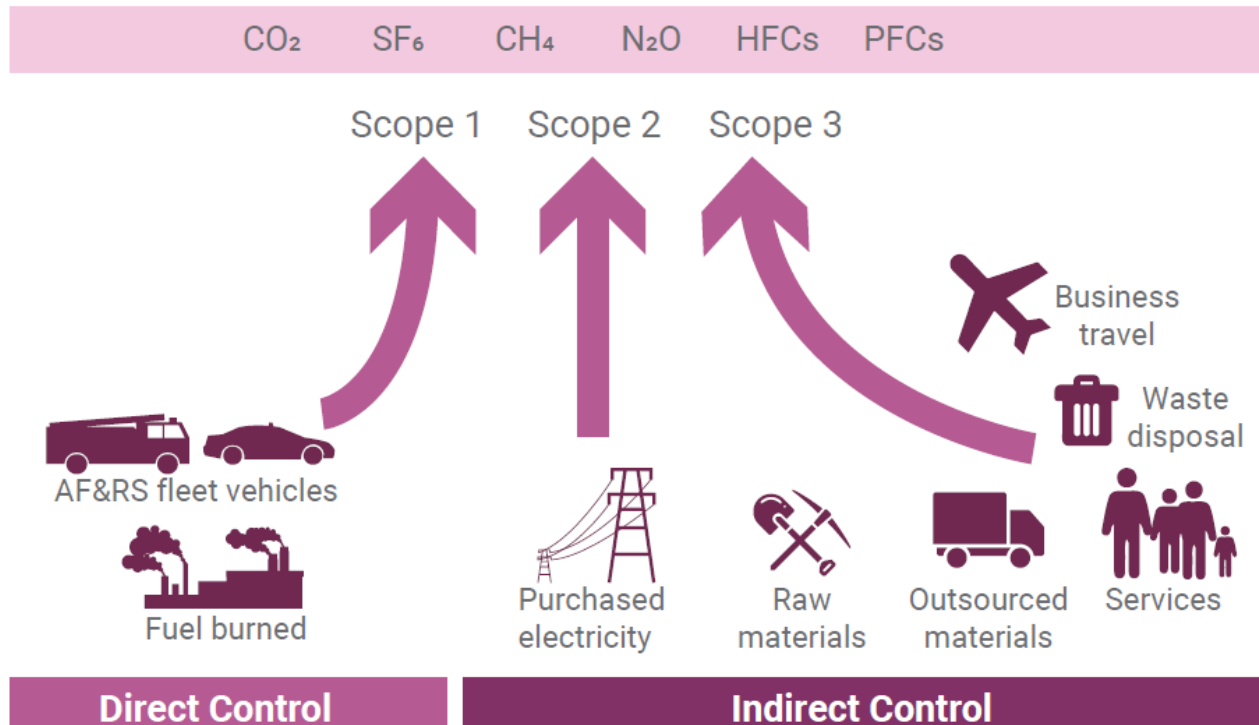 CO₂ SF₆ CH₄ N₂O HFCs PFCs
Scope 1 Scope 2 Scope 3
Business
travel
Waste
disposal
AF&RS fleet vehicles
Fuel burned
Purchased
electricity
Raw
materials
Outsourced
materials
Services
Direct Control
Indirect Control